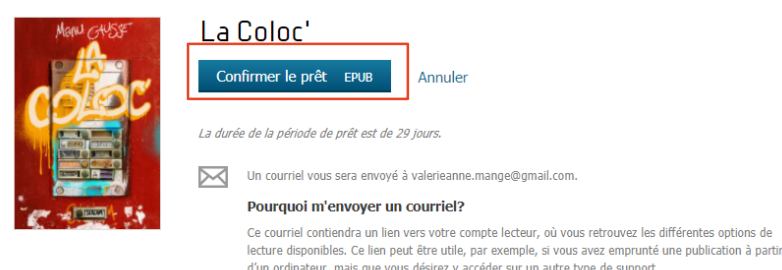 MENU GAUSE
LA
COLOC'
La Coloc'
Confirmer le prêt EPUB Annuler
La durée de la période de prêt est de 29 jours.
Un courriel vous sera envoyé à valerieanne.mange@gmail.com.
Pourquoi m'envoyer un courriel?
Ce courriel contiendra un lien vers votre compte lecteur, où vous retrouvez les différentes options de
lecture disponibles. Ce lien peut être utile, par exemple, si vous avez emprunté une publication à partir
d'un ordinateur, mais que vous désirez y accéder sur un autre type de support.